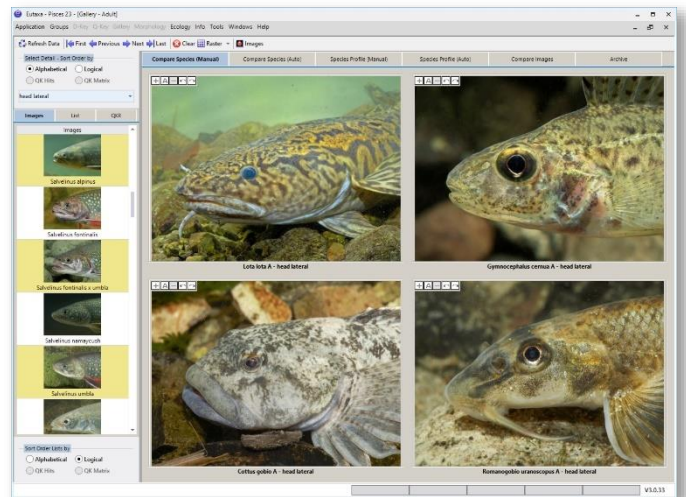 Eutaxa - Pisces 23 - [Gallery - Adult]
Application Groups D-Key Q-Key Gallery Morphology Ecology Info Tools Windows Help
Refresh Data First Previous Next Last Clear Raster Images
Select Detail - Sort Order by
Alphabetical Logical
QK Hits QK Matrix
head lateral
Images List QKR
Images
Salvelinus alpinus
Salvelinus fontinalis
Salvelinus fontinalis x umbla
Salvelinus namaycush
Salvelinus umbla
Sort Order Lists by
Alphabetical Logical
QK Hits QK Matrix
Compare Species (Manual) Compare Species (Auto) Species Profile (Manual) Species Profile (Auto) Compare Images Archive
Lota lota A - head lateral
Gymnocephalus cernua A - head lateral
Cottus gobio A - head lateral
Romanogobio uranoscopus A - head lateral
V3.0.33